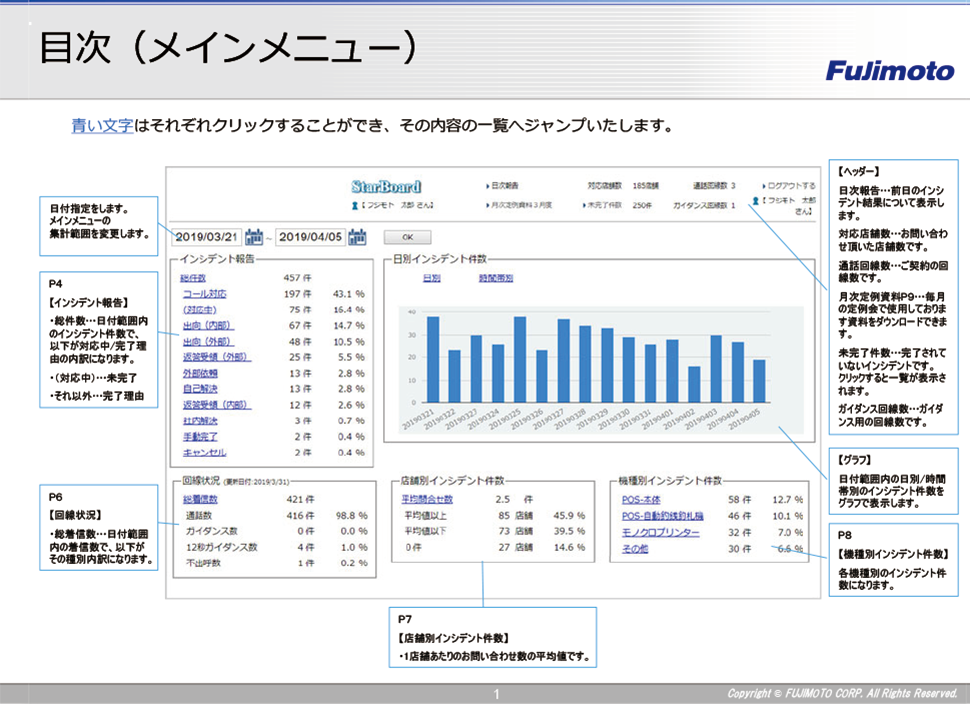 目次（メインメニュー）
Fujimoto
青い文字はそれぞれクリックすることができ、その内容の一覧へジャンプいたします。
日付指定をします。
メインメニューの
集計範囲を変更します。
P4
【インシデント報告】
・総件数…日付範囲内
のインシデント件数で、
以下が対応中/完了理
由の内訳になります。
・(対応中)…未完了
・それ以外…完了理由
P6
【回線状況】
・総着信数…日付範囲
内の着信数で、以下が
その種別内訳になります。
StarBoard
【フジモト 太郎 さん】
日次報告
対応店舗数 185店舗
通話回線数 3
ログアウトする
月次定例資料3月度
未完了件数 250件
ガイダンス回線数 1
【フジモト 太郎
さん】
2019/03/21 ~ 2019/04/05 OK
インシデント報告
総件数 457 件
コール対応 197 件 43.1 %
(対応中) 75 件 16.4 %
出向（内部） 67 件 14.7 %
出向（外部） 48 件 10.5 %
返答受領（外部） 25 件 5.5 %
外部依頼 13 件 2.8 %
自己解決 13 件 2.8 %
返答受領（内部） 12 件 2.6 %
社内解決 3 件 0.7 %
手動完了 2 件 0.4 %
キャンセル 2 件 0.4 %
日別インシデント件数
日別 時間帯別
40
30
20
10
0
20190321 20190322 20190323 20190324 20190325 20190326 20190327 20190328 20190329 20190330 20190331 20190401 20190402 20190403 20190404 20190405
回線状況 (更新日付:2019/3/31)
総着信数 421 件
通話数 416 件 98.8 %
ガイダンス数 0 件 0.0 %
12秒ガイダンス数 4 件 1.0 %
不出呼数 1 件 0.2 %
店舗別インシデント件数
平均問合せ数 2.5 件
平均値以上 85 店舗 45.9 %
平均値以下 73 店舗 39.5 %
0件 27 店舗 14.6 %
機種別インシデント件数
POS-本体 58 件 12.7 %
POS-自動釣銭釣札機 46 件 10.1 %
モノクロプリンター 32 件 7.0 %
その他 30 件 6.6 %
P7
【店舗別インシデント件数】
・1店舗あたりのお問い合わせ数の平均値です。
【ヘッダー】
日次報告…前日のインシ
デント結果について表示し
ます。
対応店舗数…お問い合わ
せ頂いた店舗数です。
通話回線数…ご契約の回
線数です。
月次定例資料P9…毎月
の定例会で使用しておりま
す資料をダウンロードできま
す。
未完了件数…完了されて
いないインシデントです。
クリックすると一覧が表示さ
れます。
ガイダンス回線数…ガイダ
ンス用の回線数です。
【グラフ】
日付範囲内の日別/時間
帯別のインシデント件数を
グラフで表示します。
P8
【機種別インシデント件数】
各機種別のインシデント件
数になります。
1
Copyright © FUJIMOTO CORP. All Rights Reserved.